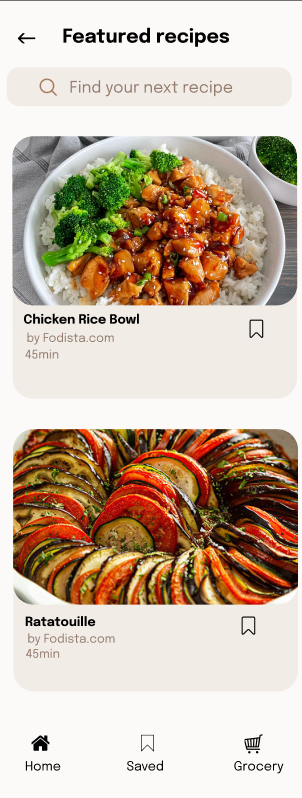 Featured recipes
Find your next recipe
Chicken Rice Bowl
by Fodista.com
45min
Ratatouille
by Fodista.com
45min
Home
Saved
Grocery